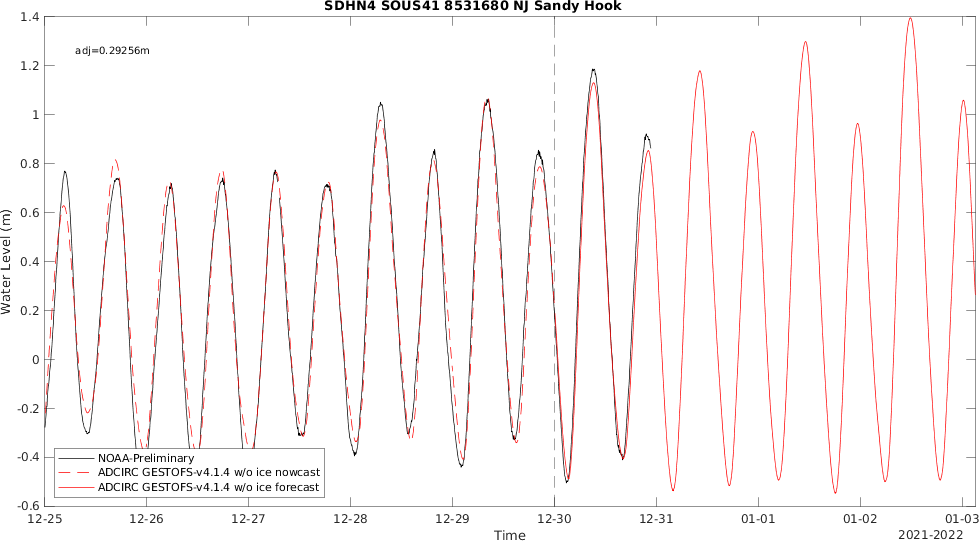 SDHN4 SOUS41 8531680 NJ Sandy Hook
adj=0.29256m
1.4
1.2
1
0.8
0.6
0.4
0.2
0
-0.2
-0.4
-0.6
Water Level (m)
NOAA-Preliminary
ADCIRC GESTOFS-v4.1.4 w/o ice nowcast
ADCIRC GESTOFS-v4.1.4 w/o ice forecast
12-25 12-26 12-27 12-28 12-29 12-30 12-31 01-01 01-02 01-03
Time
2021-2022